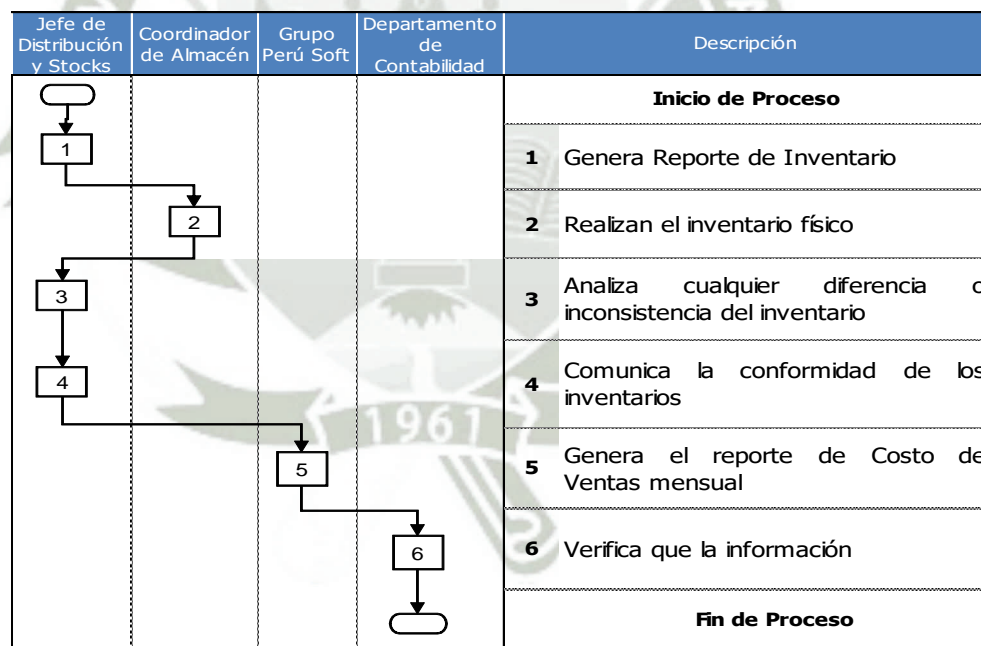 Jefe de
Distribución
y Stocks
Coordinador
de Almacén
Grupo
Perú Soft
Departamento
de
Contabilidad
Descripción
Inicio de Proceso
1
1 Genera Reporte de Inventario
2
2 Realizan el inventario físico
3
3 Analiza cualquier diferencia
inconsistencia del inventario
4
4 Comunica la conformidad de los
inventarios
1961
5
5 Genera el reporte de Costo de
Ventas mensual
6
6 Verifica que la información
Fin de Proceso